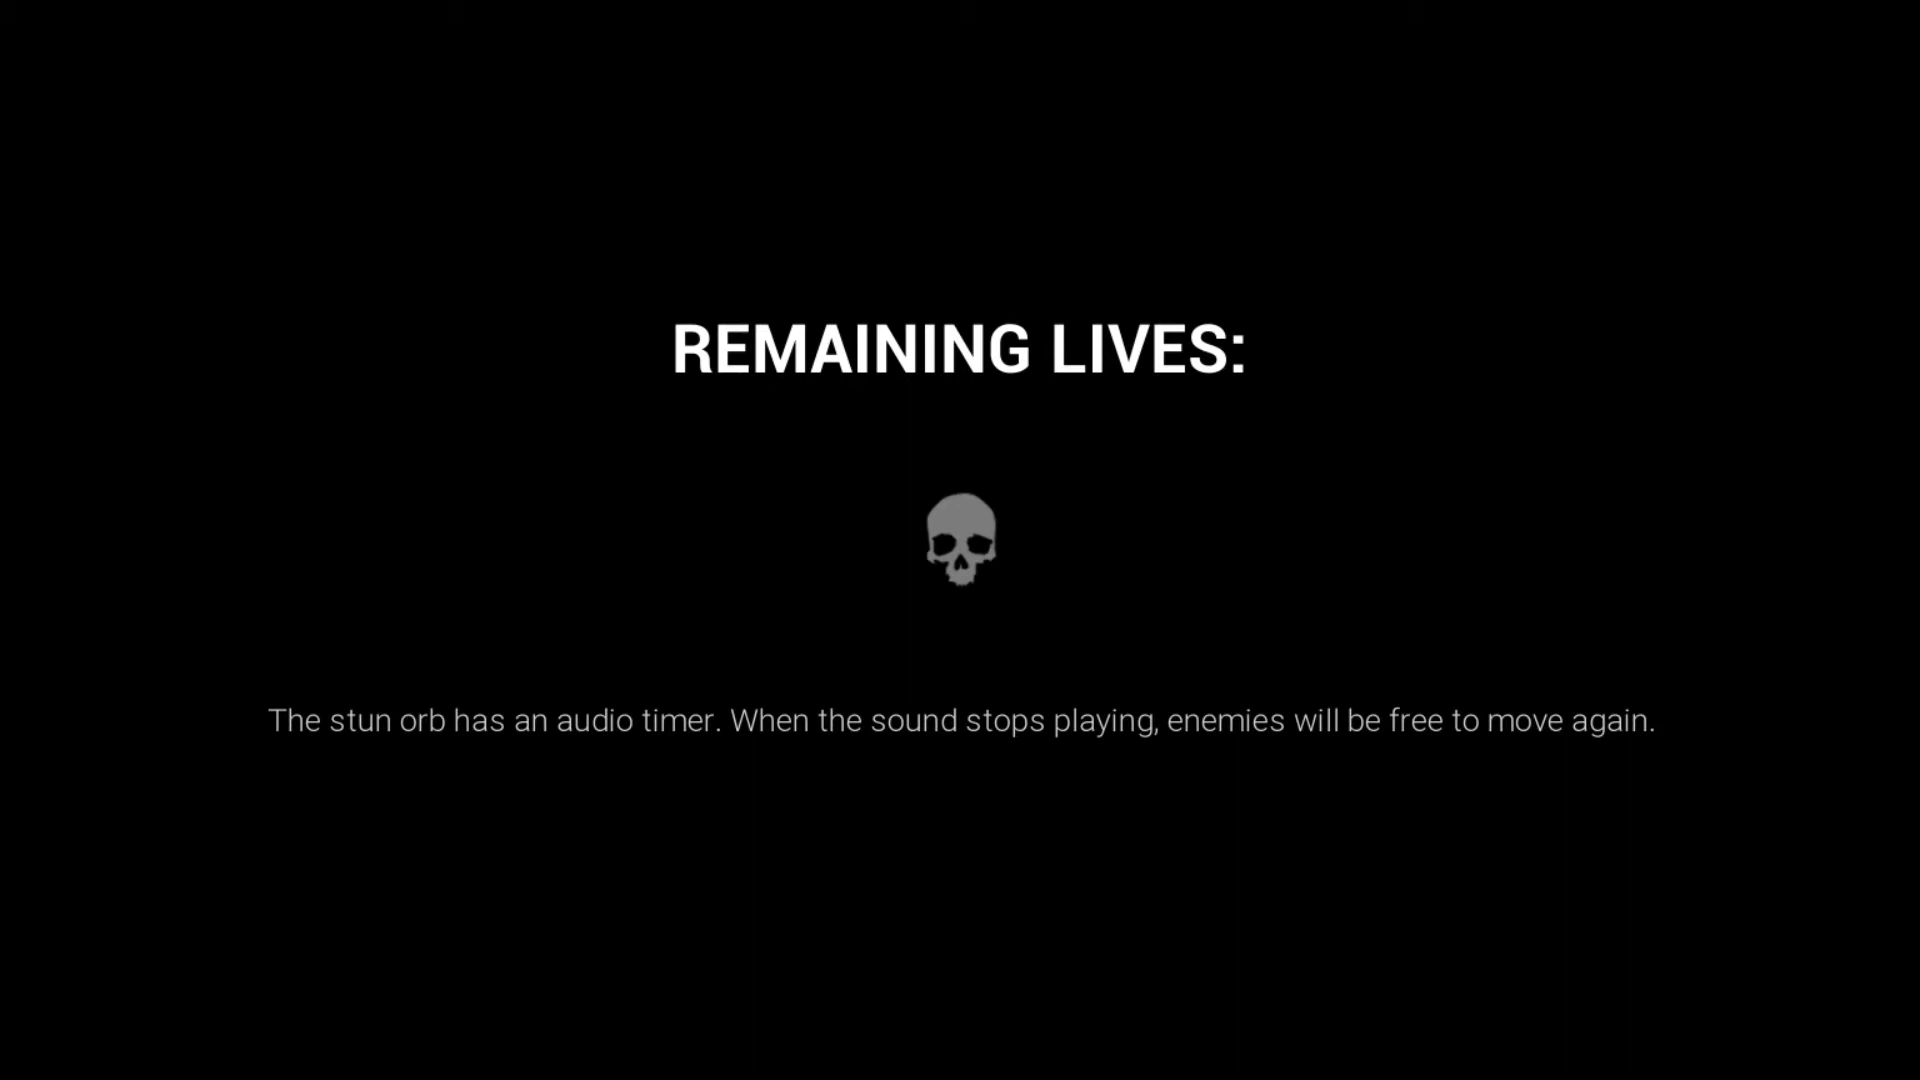 REMAINING LIVES:
The stun orb has an audio timer. When the sound stops playing, enemies will be free to move again.